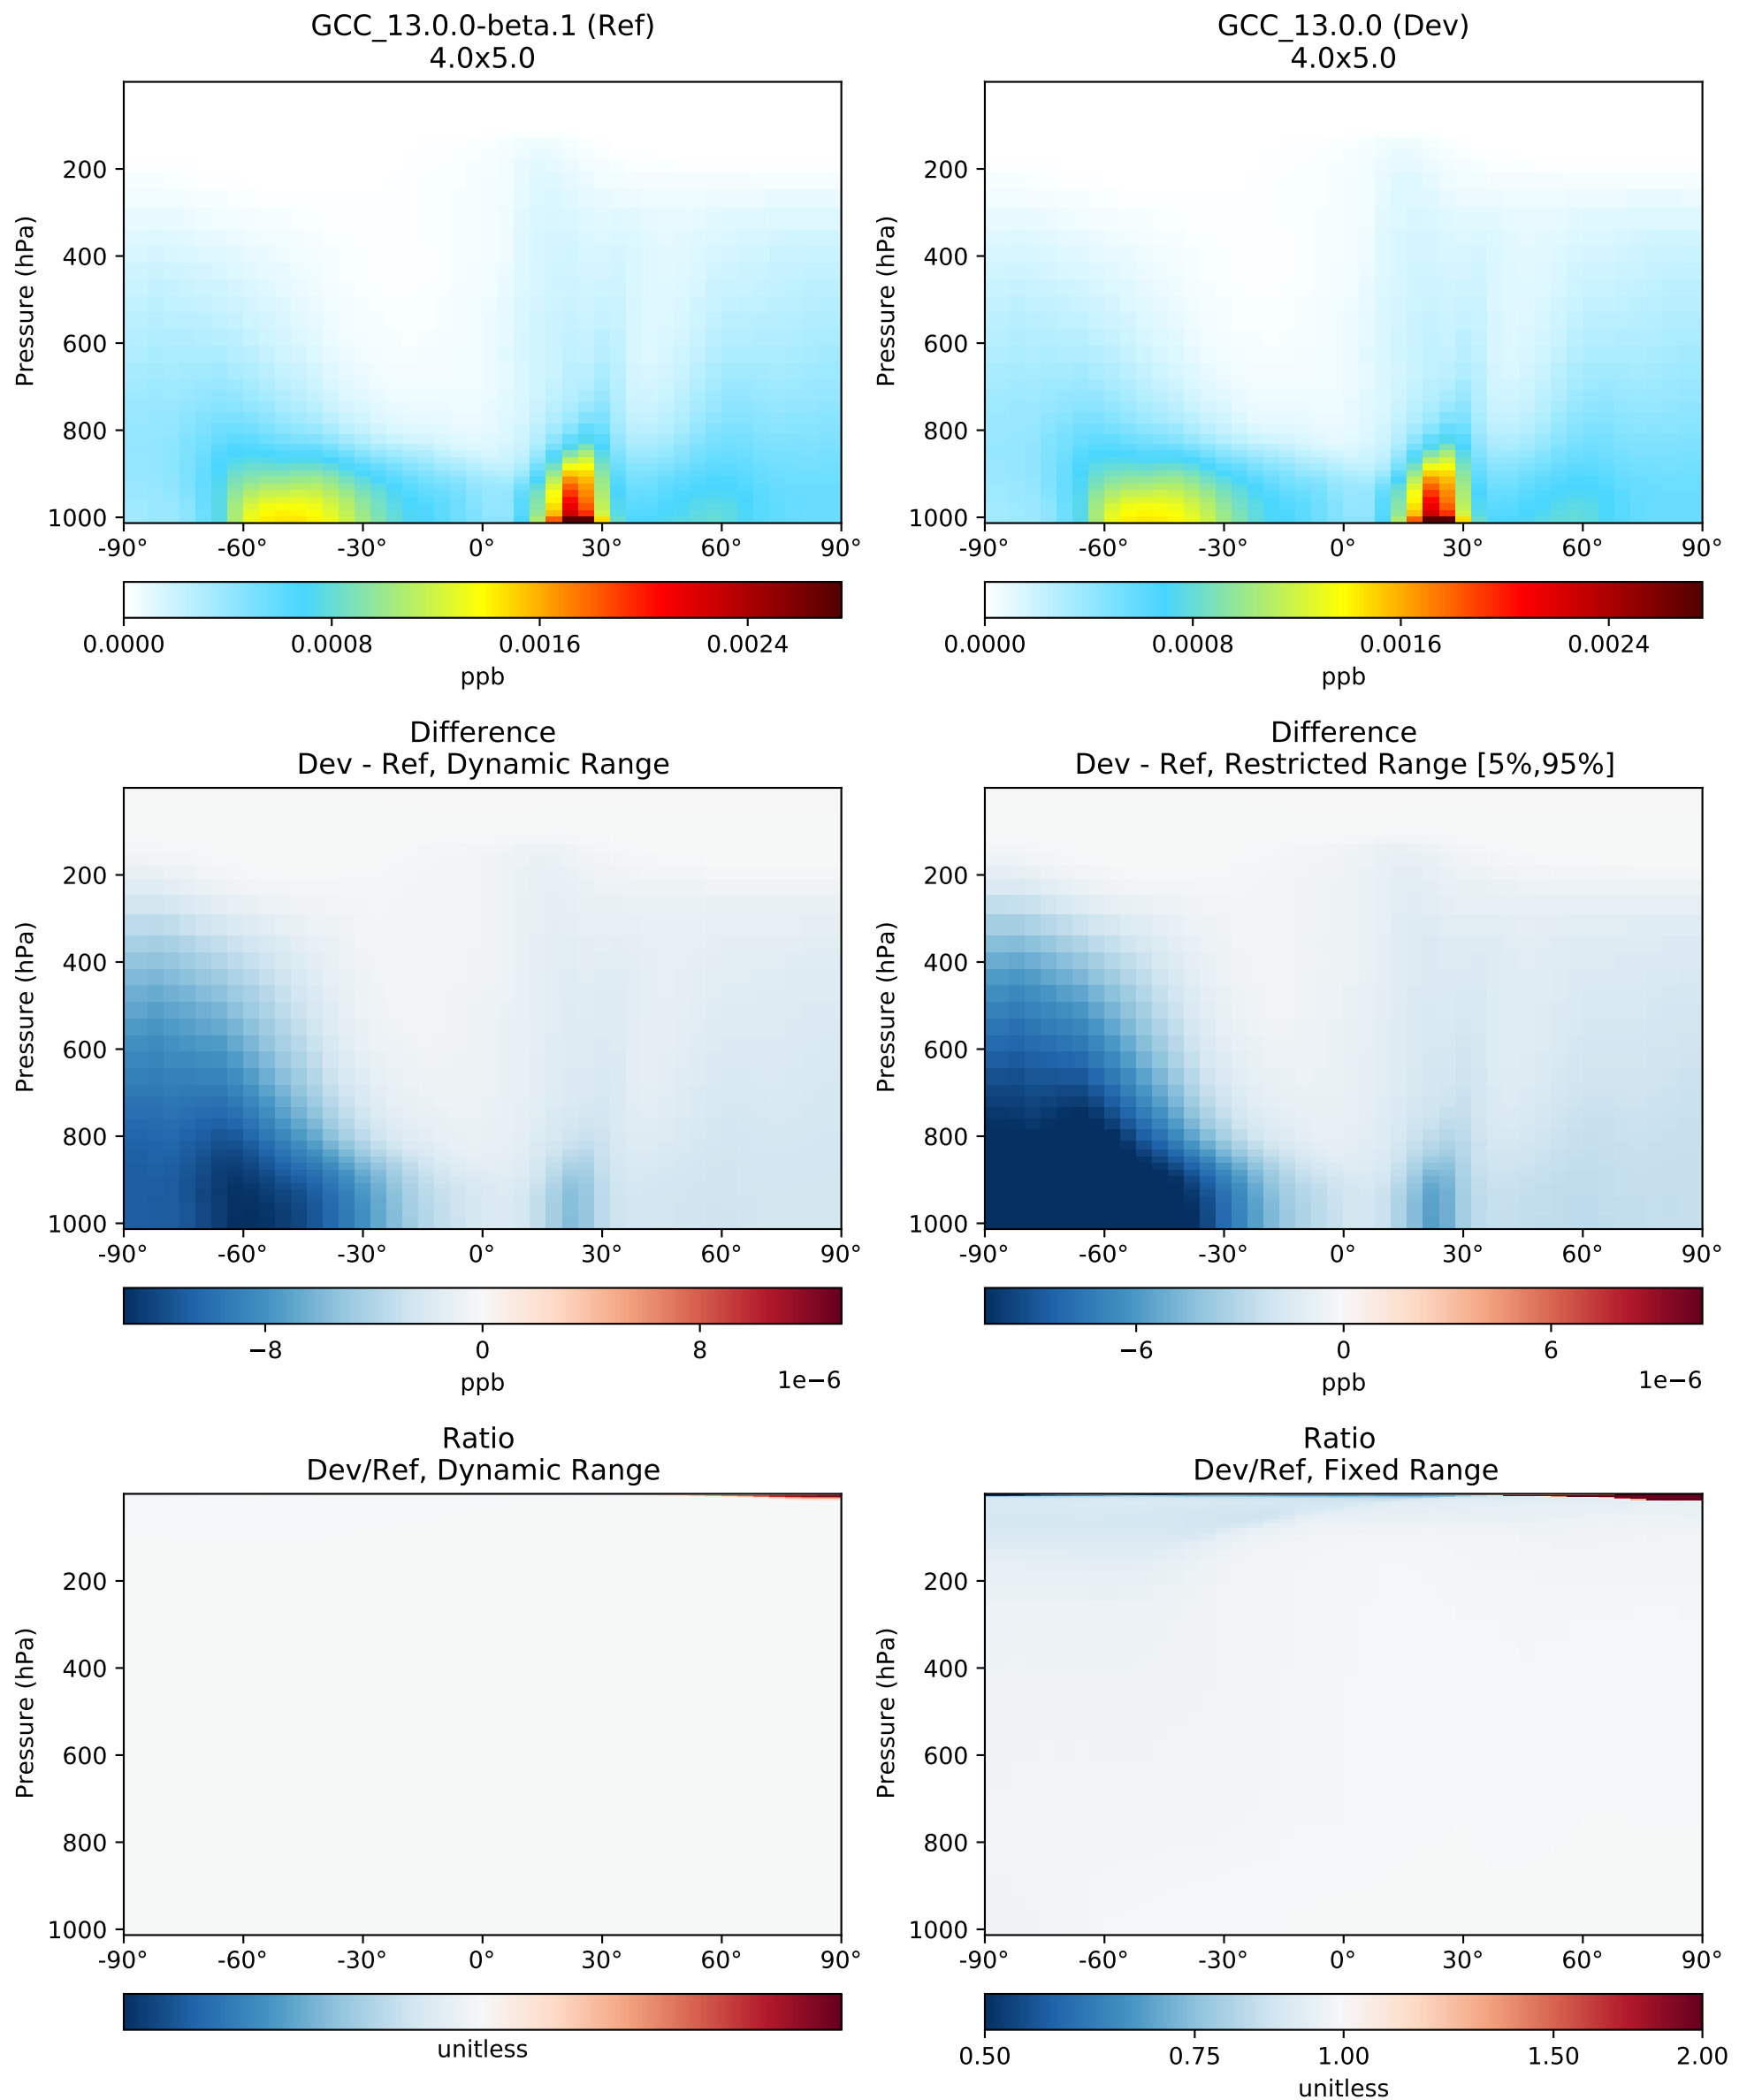 GCC_13.0.0-beta.1 (Ref)
4.0x5.0
Pressure (hPa)
200
400
600
800
1000
-90° -60° -30° 0° 30° 60° 90°
0.0000 0.0008 0.0016 0.0024
ppb
GCC_13.0.0 (Dev)
4.0x5.0
Pressure (hPa)
200
400
600
800
1000
-90° -60° -30° 0° 30° 60° 90°
0.0000 0.0008 0.0016 0.0024
ppb
Difference
Dev - Ref, Dynamic Range
Pressure (hPa)
200
400
600
800
1000
-90° -60° -30° 0° 30° 60° 90°
−8 0 8
ppb 1e−6
Difference
Dev - Ref, Restricted Range [5%,95%]
Pressure (hPa)
200
400
600
800
1000
-90° -60° -30° 0° 30° 60° 90°
−6 0 6
ppb 1e−6
Ratio
Dev/Ref, Dynamic Range
Pressure (hPa)
200
400
600
800
1000
-90° -60° -30° 0° 30° 60° 90°
unitless
Ratio
Dev/Ref, Fixed Range
Pressure (hPa)
200
400
600
800
1000
-90° -60° -30° 0° 30° 60° 90°
0.50 0.75 1.00 1.50 2.00
unitless